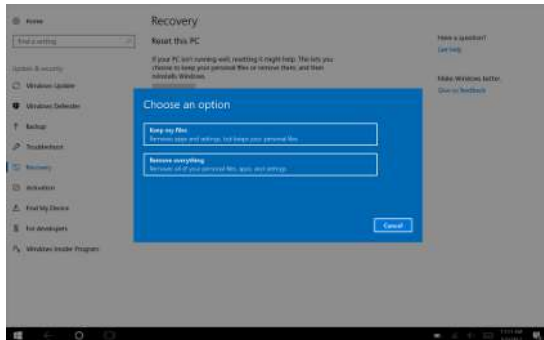 Home
Find a setting
Update & security
Windows Update
Windows Defender
Backup
Troubleshoot
Recovery
Activation
Find My Device
For developers
Windows Insider Program
Recovery
Reset this PC
If your PC isn't running well, resetting it might help. This lets you
choose to keep your personal files or remove them, and then
reinstalls Windows.
Have a question?
Get help
Make Windows better.
Give us feedback
Choose an option
Keep my files
Removes apps and settings, but keeps your personal files.
Remove everything
Removes all of your personal files, apps, and settings.
Cancel